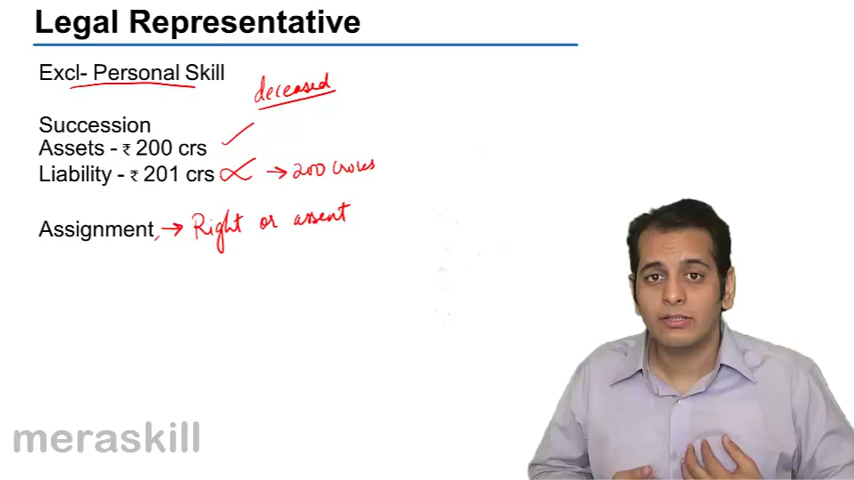 Legal Representative
Excl- Personal Skill
deceased
Succession
Assets - ₹ 200 crs
Liability - ₹ 201 crs → 200 crores
Assignment, → Right or assent
meraskill